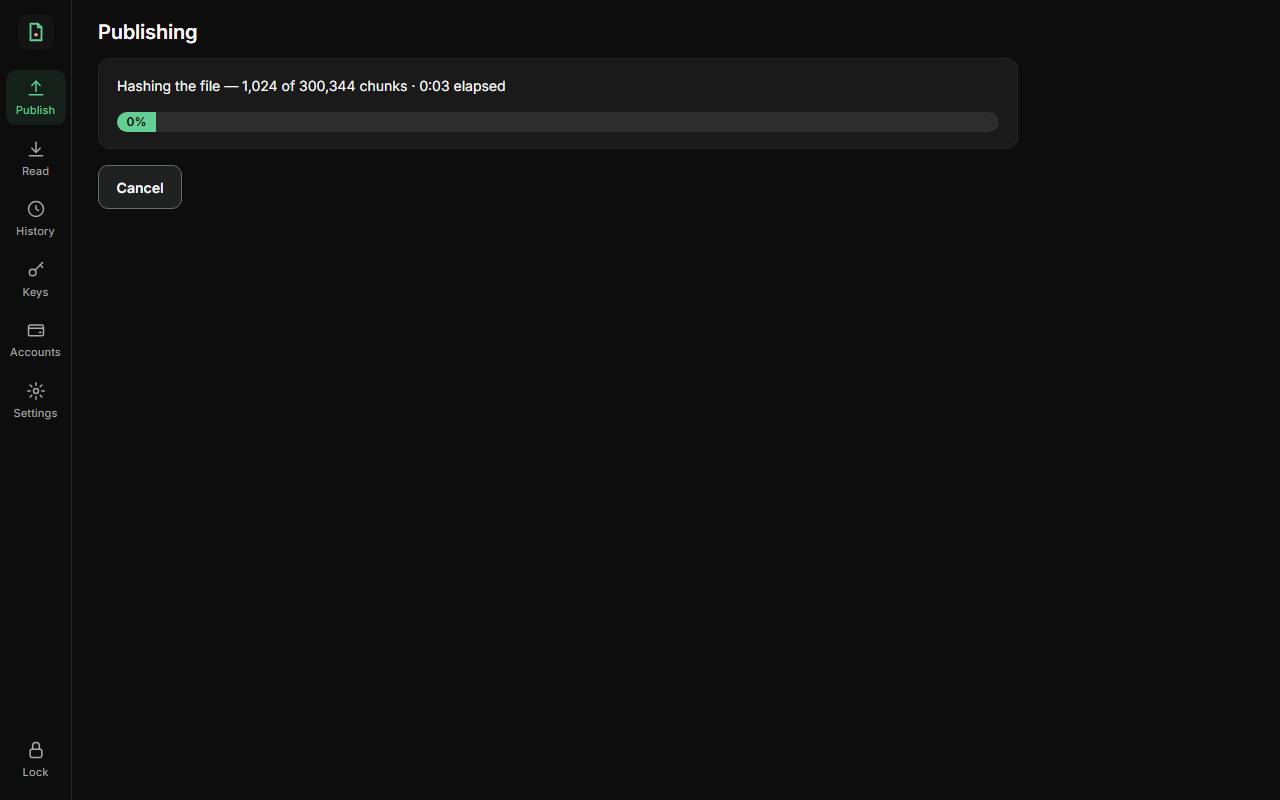 Publishing
Hashing the file — 1,024 of 300,344 chunks · 0:03 elapsed
0%
Cancel
Publish
Read
History
Keys
Accounts
Settings
Lock